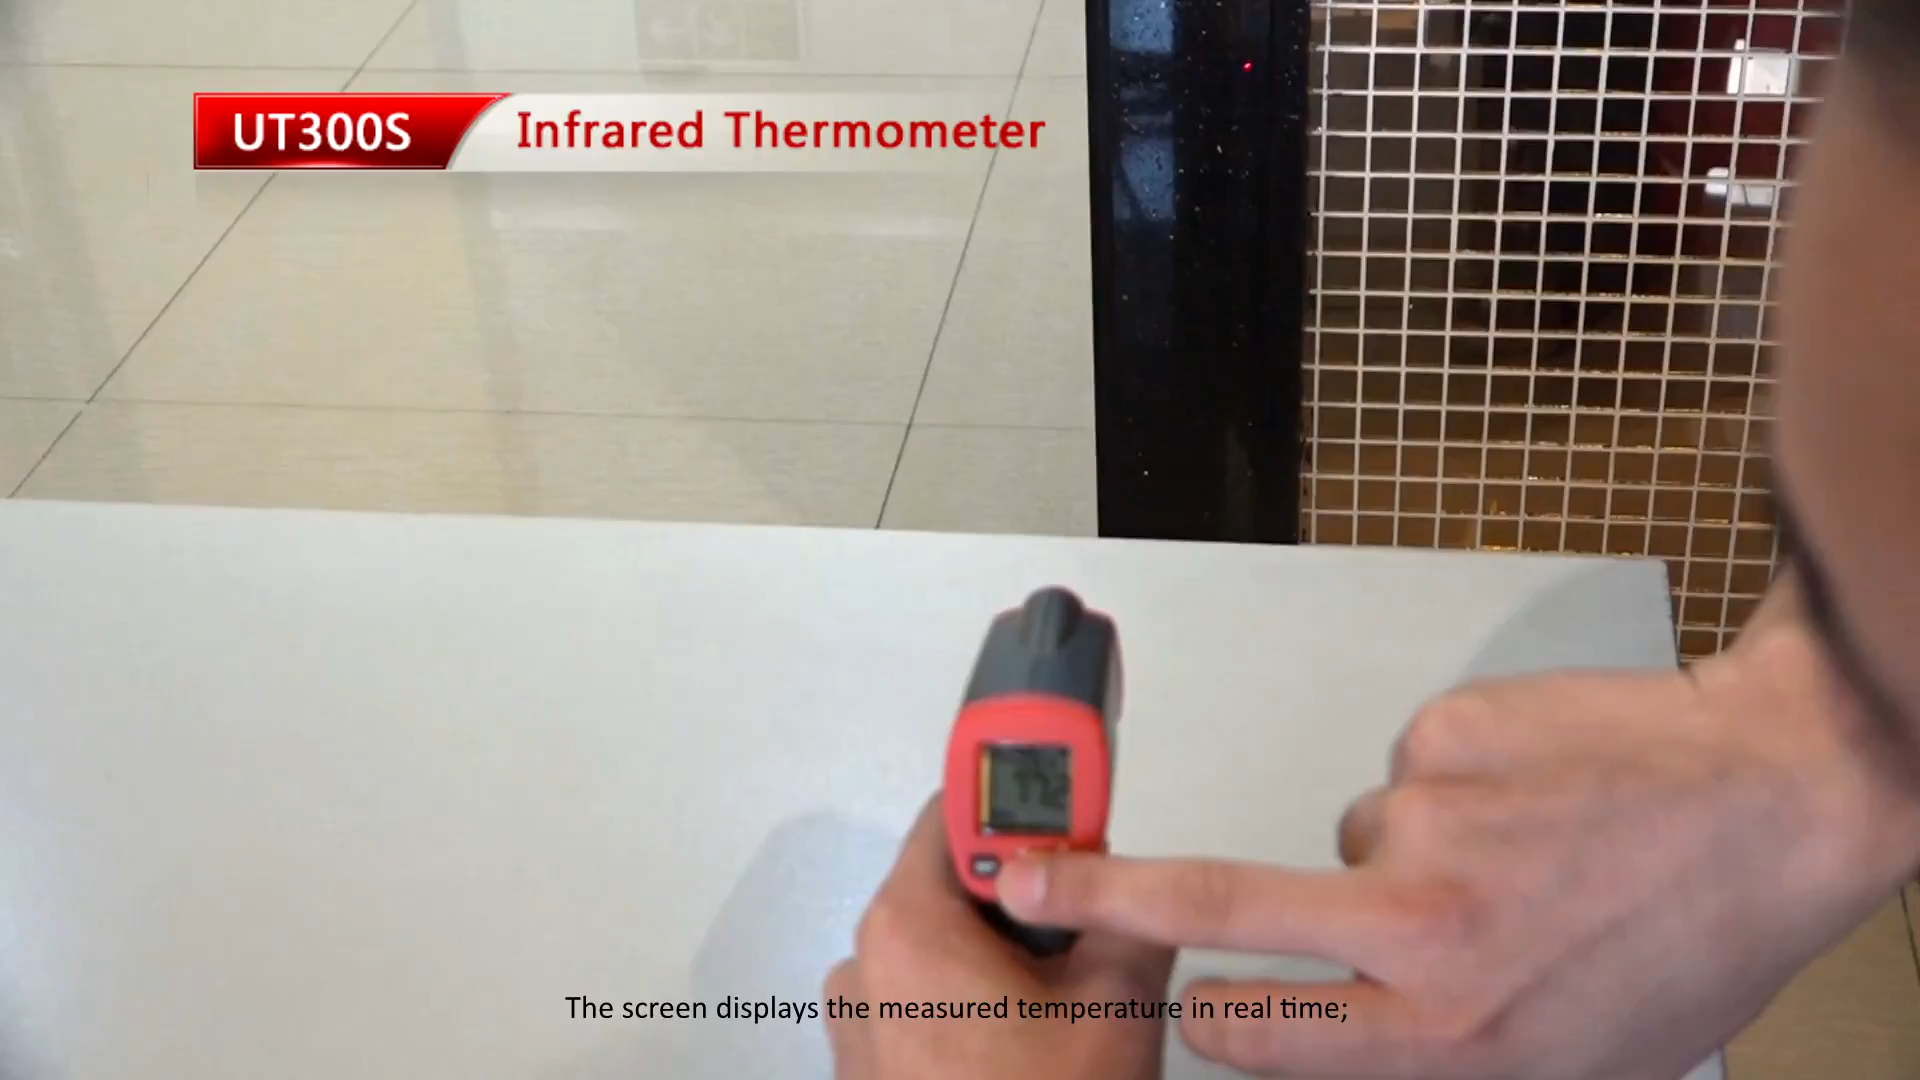 UT300S Infrared Thermometer
The screen displays the measured temperature in real time;